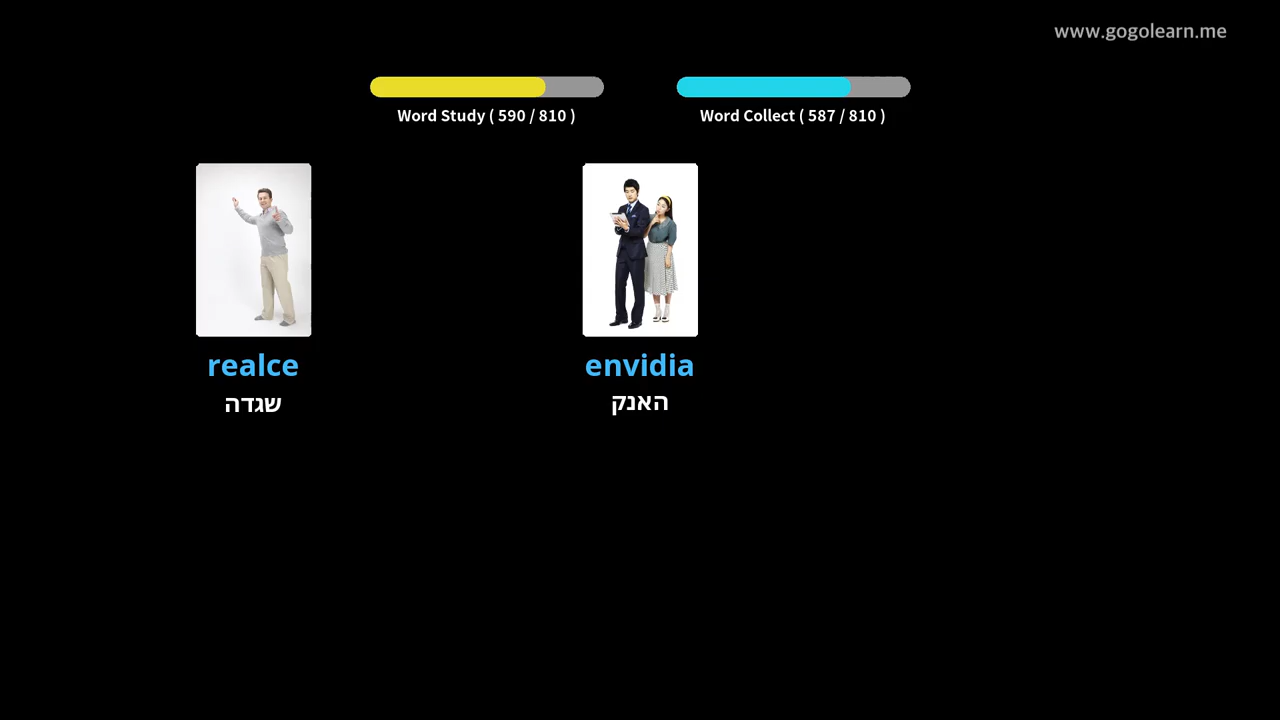 www.gogolearn.me
Word Study ( 590 / 810 )
Word Collect ( 587 / 810 )
realce
שגדה
envidia
האנק